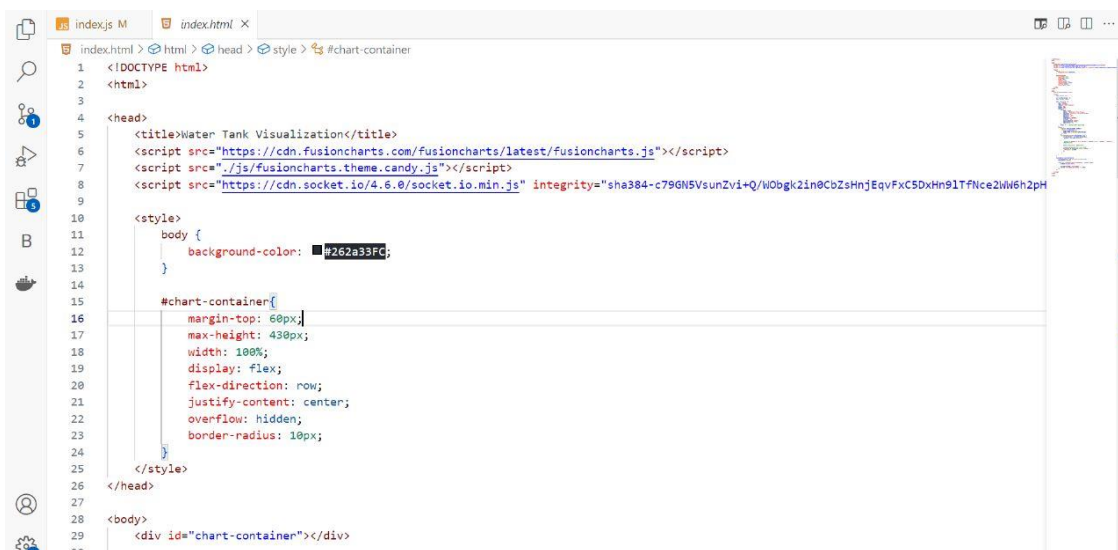 index.js M
index.html
index.html > html > head > style > #chart-container
1 <!DOCTYPE html>
2 <html>
3
4 <head>
5 <title>Water Tank Visualization</title>
6 <script src="https://cdn.fusioncharts.com/fusioncharts/latest/fusioncharts.js"></script>
7 <script src="./js/fusioncharts.theme.candy.js"></script>
8 <script src="https://cdn.socket.io/4.6.0/socket.io.min.js" integrity="sha384-c79GN5VsunZvi+Q/WObgk2in0CbZsHnjEqvFxC5DxHn9lTfNce2WW6h2pH
9
10 <style>
11 body {
12 background-color: #262a33FC;
13 }
14
15 #chart-container{
16 margin-top: 60px;
17 max-height: 430px;
18 width: 100%;
19 display: flex;
20 flex-direction: row;
21 justify-content: center;
22 overflow: hidden;
23 border-radius: 10px;
24 }
25 </style>
26 </head>
27
28 <body>
29 <div id="chart-container"></div>